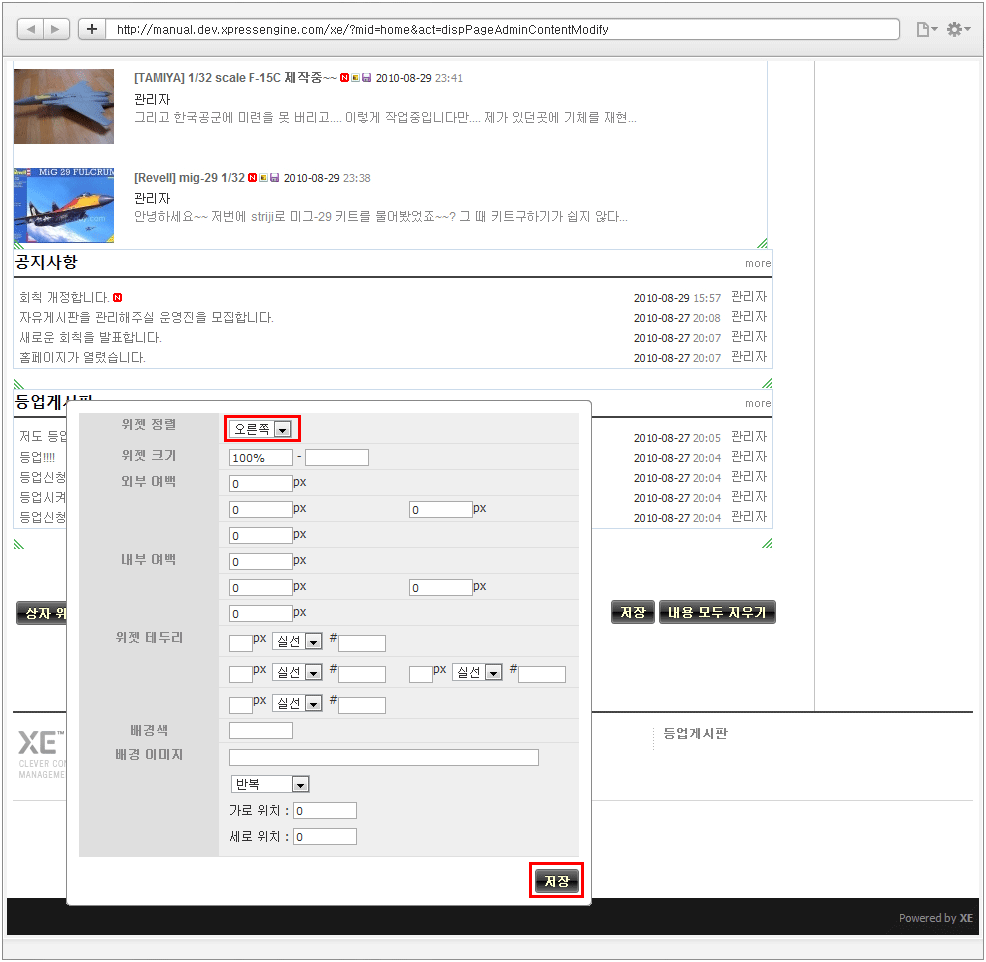 http://manual.dev.xpressengine.com/xe/?mid=home&act=dispPageAdminContentModify
[TAMIYA] 1/32 scale F-15C 제작중~~ N 2010-08-29 23:41
관리자
그리고 한국공군에 미련을 못 버리고.... 이렇게 작업중입니다만.... 제가 있던곳에 기체를 재현...
Revell MiG 29 FULCRUM
[Revell] mig-29 1/32 N 2010-08-29 23:38
관리자
안녕하세요~~ 저번에 striji로 미그-29 키트를 물어봤었죠~~? 그 때 키트구하기가 쉽지 않다...
공지사항 more
회칙 개정합니다. N 2010-08-29 15:57 관리자
자유게시판을 관리해주실 운영진을 모집합니다. 2010-08-27 20:08 관리자
새로운 회칙을 발표합니다. 2010-08-27 20:07 관리자
홈페이지가 열렸습니다. 2010-08-27 20:07 관리자
등업게시판 more
저도 등업 2010-08-27 20:05 관리자
등업!!!! 2010-08-27 20:04 관리자
등업신청 2010-08-27 20:04 관리자
등업시켜 2010-08-27 20:04 관리자
등업신청 2010-08-27 20:04 관리자
위젯 정렬 오른쪽
위젯 크기 100% -
외부 여백 0 px
0 px 0 px
0 px
내부 여백 0 px
0 px 0 px
0 px
위젯 테두리 px 실선 #
px 실선 # px 실선 #
px 실선 #
배경색
배경 이미지
반복
가로 위치 : 0
세로 위치 : 0
저장
상자 위
저장 내용 모두 지우기
XE™
CLEVER CON
MANAGEME
등업게시판
Powered by XE